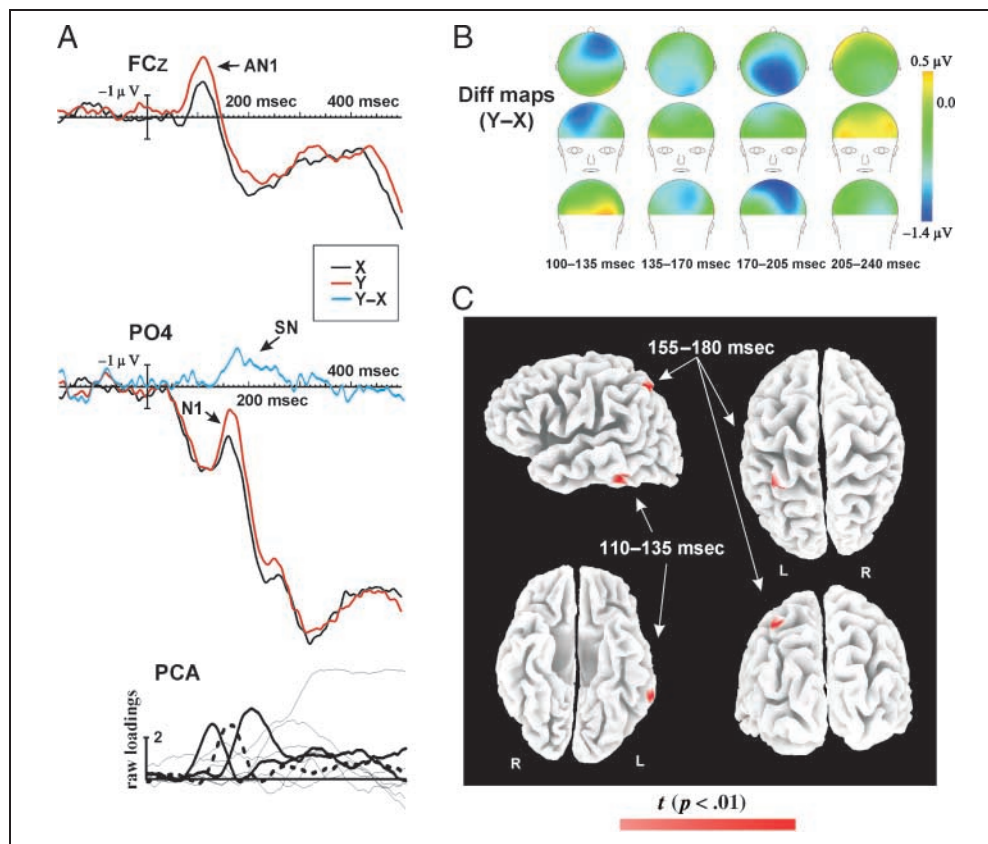 A
FCz
AN1
−1 μV
200 msec
400 msec
X
Y
Y−X
PO4
SN
−1 μV
400 msec
200 msec
N1
PCA
raw loadings
2
B
Diff maps
(Y−X)
0.5 μV
0.0
−1.4 μV
100−135 msec
135−170 msec
170−205 msec
205−240 msec
C
155−180 msec
110−135 msec
L
R
R
L
t (p < .01)